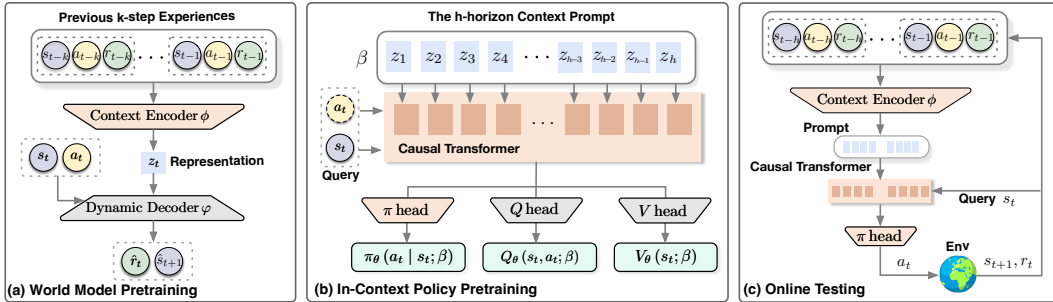 Previous k-step Experiences
s_{t−k} a_{t−k} r_{t−k} · · · · s_{t−1} a_{t−1} r_{t−1}
Context Encoder ϕ
s_t a_t
z_t Representation
Dynamic Decoder φ
r̂_t ŝ_{t+1}
(a) World Model Pretraining
The h-horizon Context Prompt
β z_1 z_2 z_3 z_4 · · · z_{h−3} z_{h−2} z_{h−1} z_h
a_t
s_t
Query
. . .
Causal Transformer
π head Q head V head
π_θ (a_t | s_t; β) Q_θ (s_t, a_t; β) V_θ (s_t; β)
(b) In-Context Policy Pretraining
s_{t−h} a_{t−h} r_{t−h} · · · · s_{t−1} a_{t−1} r_{t−1}
Context Encoder ϕ
Prompt
Causal Transformer
Query s_t
π head
Env
a_t s_{t+1}, r_t
(c) Online Testing